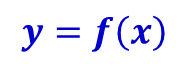 y = f(x)